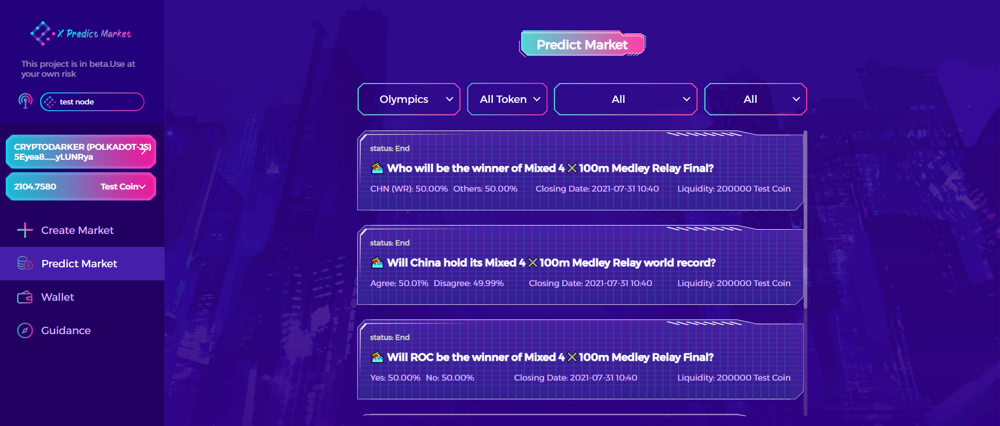 X Predict Market
This project is in beta.Use at
your own risk
test node
CRYPTODARKER (POLKADOT-JS)
5Eyea8......yLUNRya
2104.7580 Test Coin
Create Market
Predict Market
Wallet
Guidance
Predict Market
Olympics All Token All All
status: End
🏊 Who will be the winner of Mixed 4✖100m Medley Relay Final?
CHN (WR): 50.00% Others: 50.00% Closing Date: 2021-07-31 10:40 Liquidity: 200000 Test Coin
status: End
🏊 Will China hold its Mixed 4✖100m Medley Relay world record?
Agree: 50.01% Disagree: 49.99% Closing Date: 2021-07-31 10:40 Liquidity: 200000 Test Coin
status: End
🏊 Will ROC be the winner of Mixed 4✖100m Medley Relay Final?
Yes: 50.00% No: 50.00% Closing Date: 2021-07-31 10:40 Liquidity: 200000 Test Coin